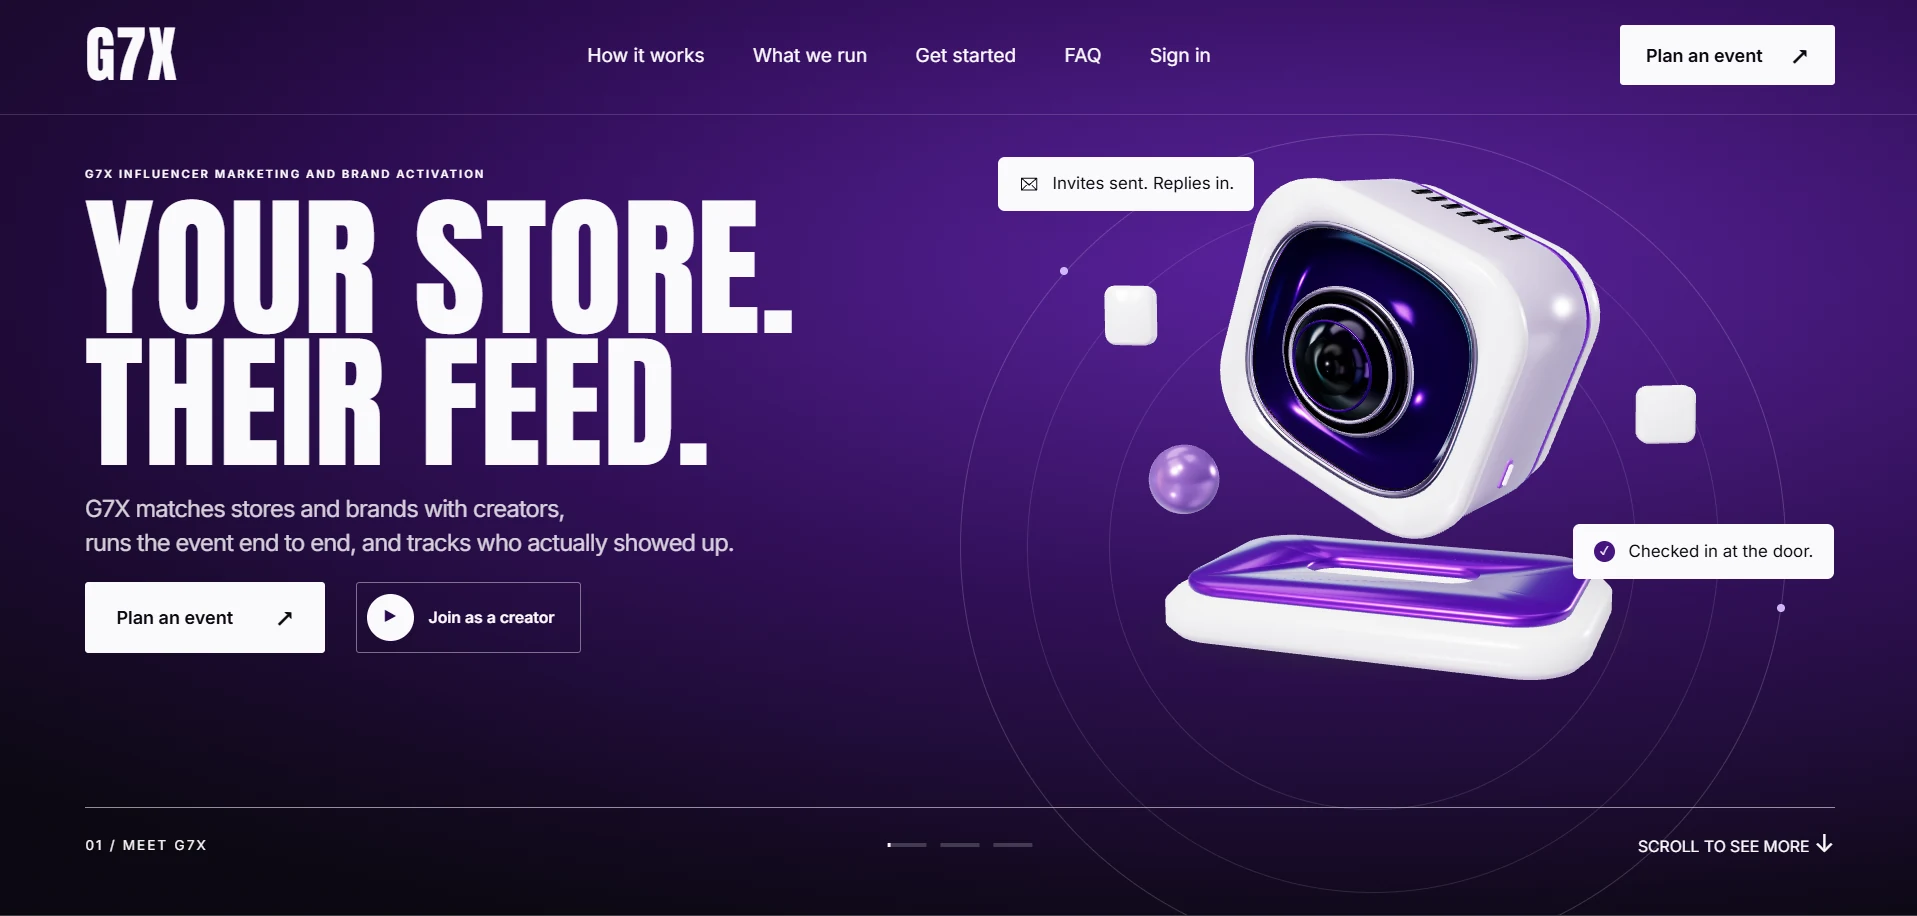 G7X
How it works
What we run
Get started
FAQ
Sign in
Plan an event
G7X INFLUENCER MARKETING AND BRAND ACTIVATION
YOUR STORE.
THEIR FEED.
G7X matches stores and brands with creators,
runs the event end to end, and tracks who actually showed up.
Plan an event
Join as a creator
Invites sent. Replies in.
Checked in at the door.
01 / MEET G7X
SCROLL TO SEE MORE